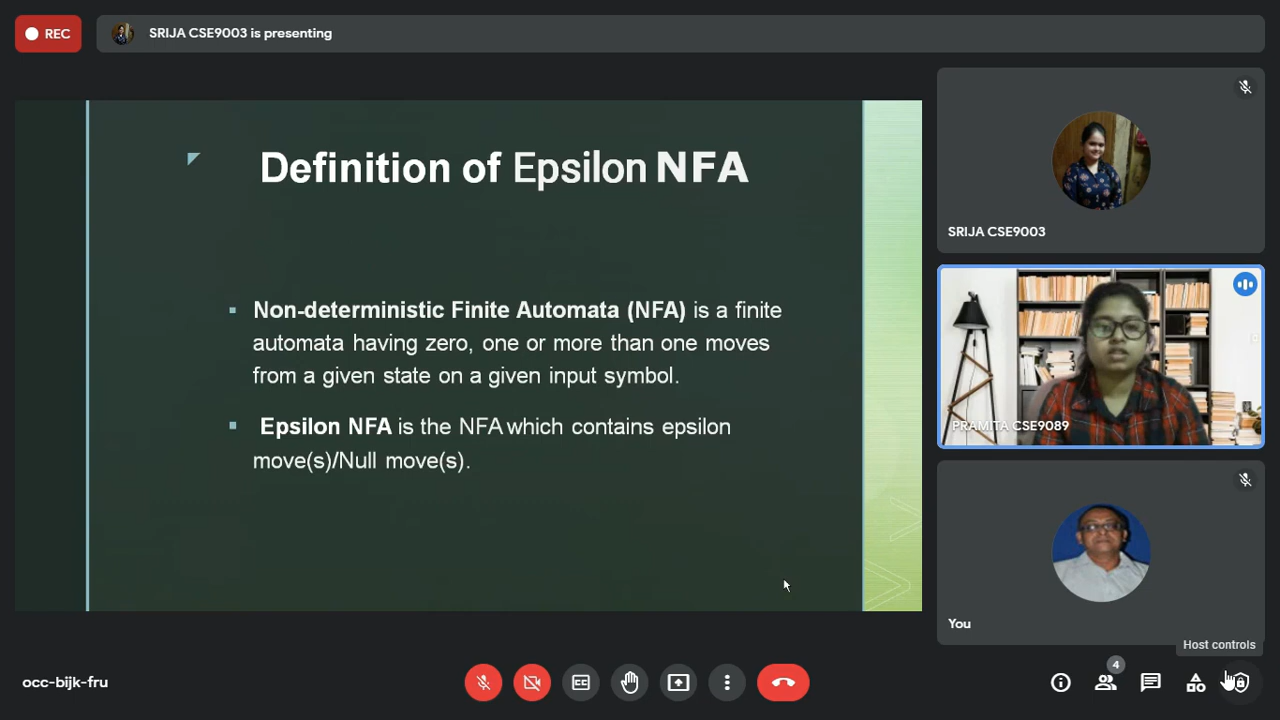 REC
SRIJA CSE9003 is presenting
Definition of Epsilon NFA
Non-deterministic Finite Automata (NFA) is a finite
automata having zero, one or more than one moves
from a given state on a given input symbol.
Epsilon NFA is the NFA which contains epsilon
move(s)/Null move(s).
SRIJA CSE9003
PRAMITA CSE9089
You
Host controls
occ-bijk-fru
CC
4